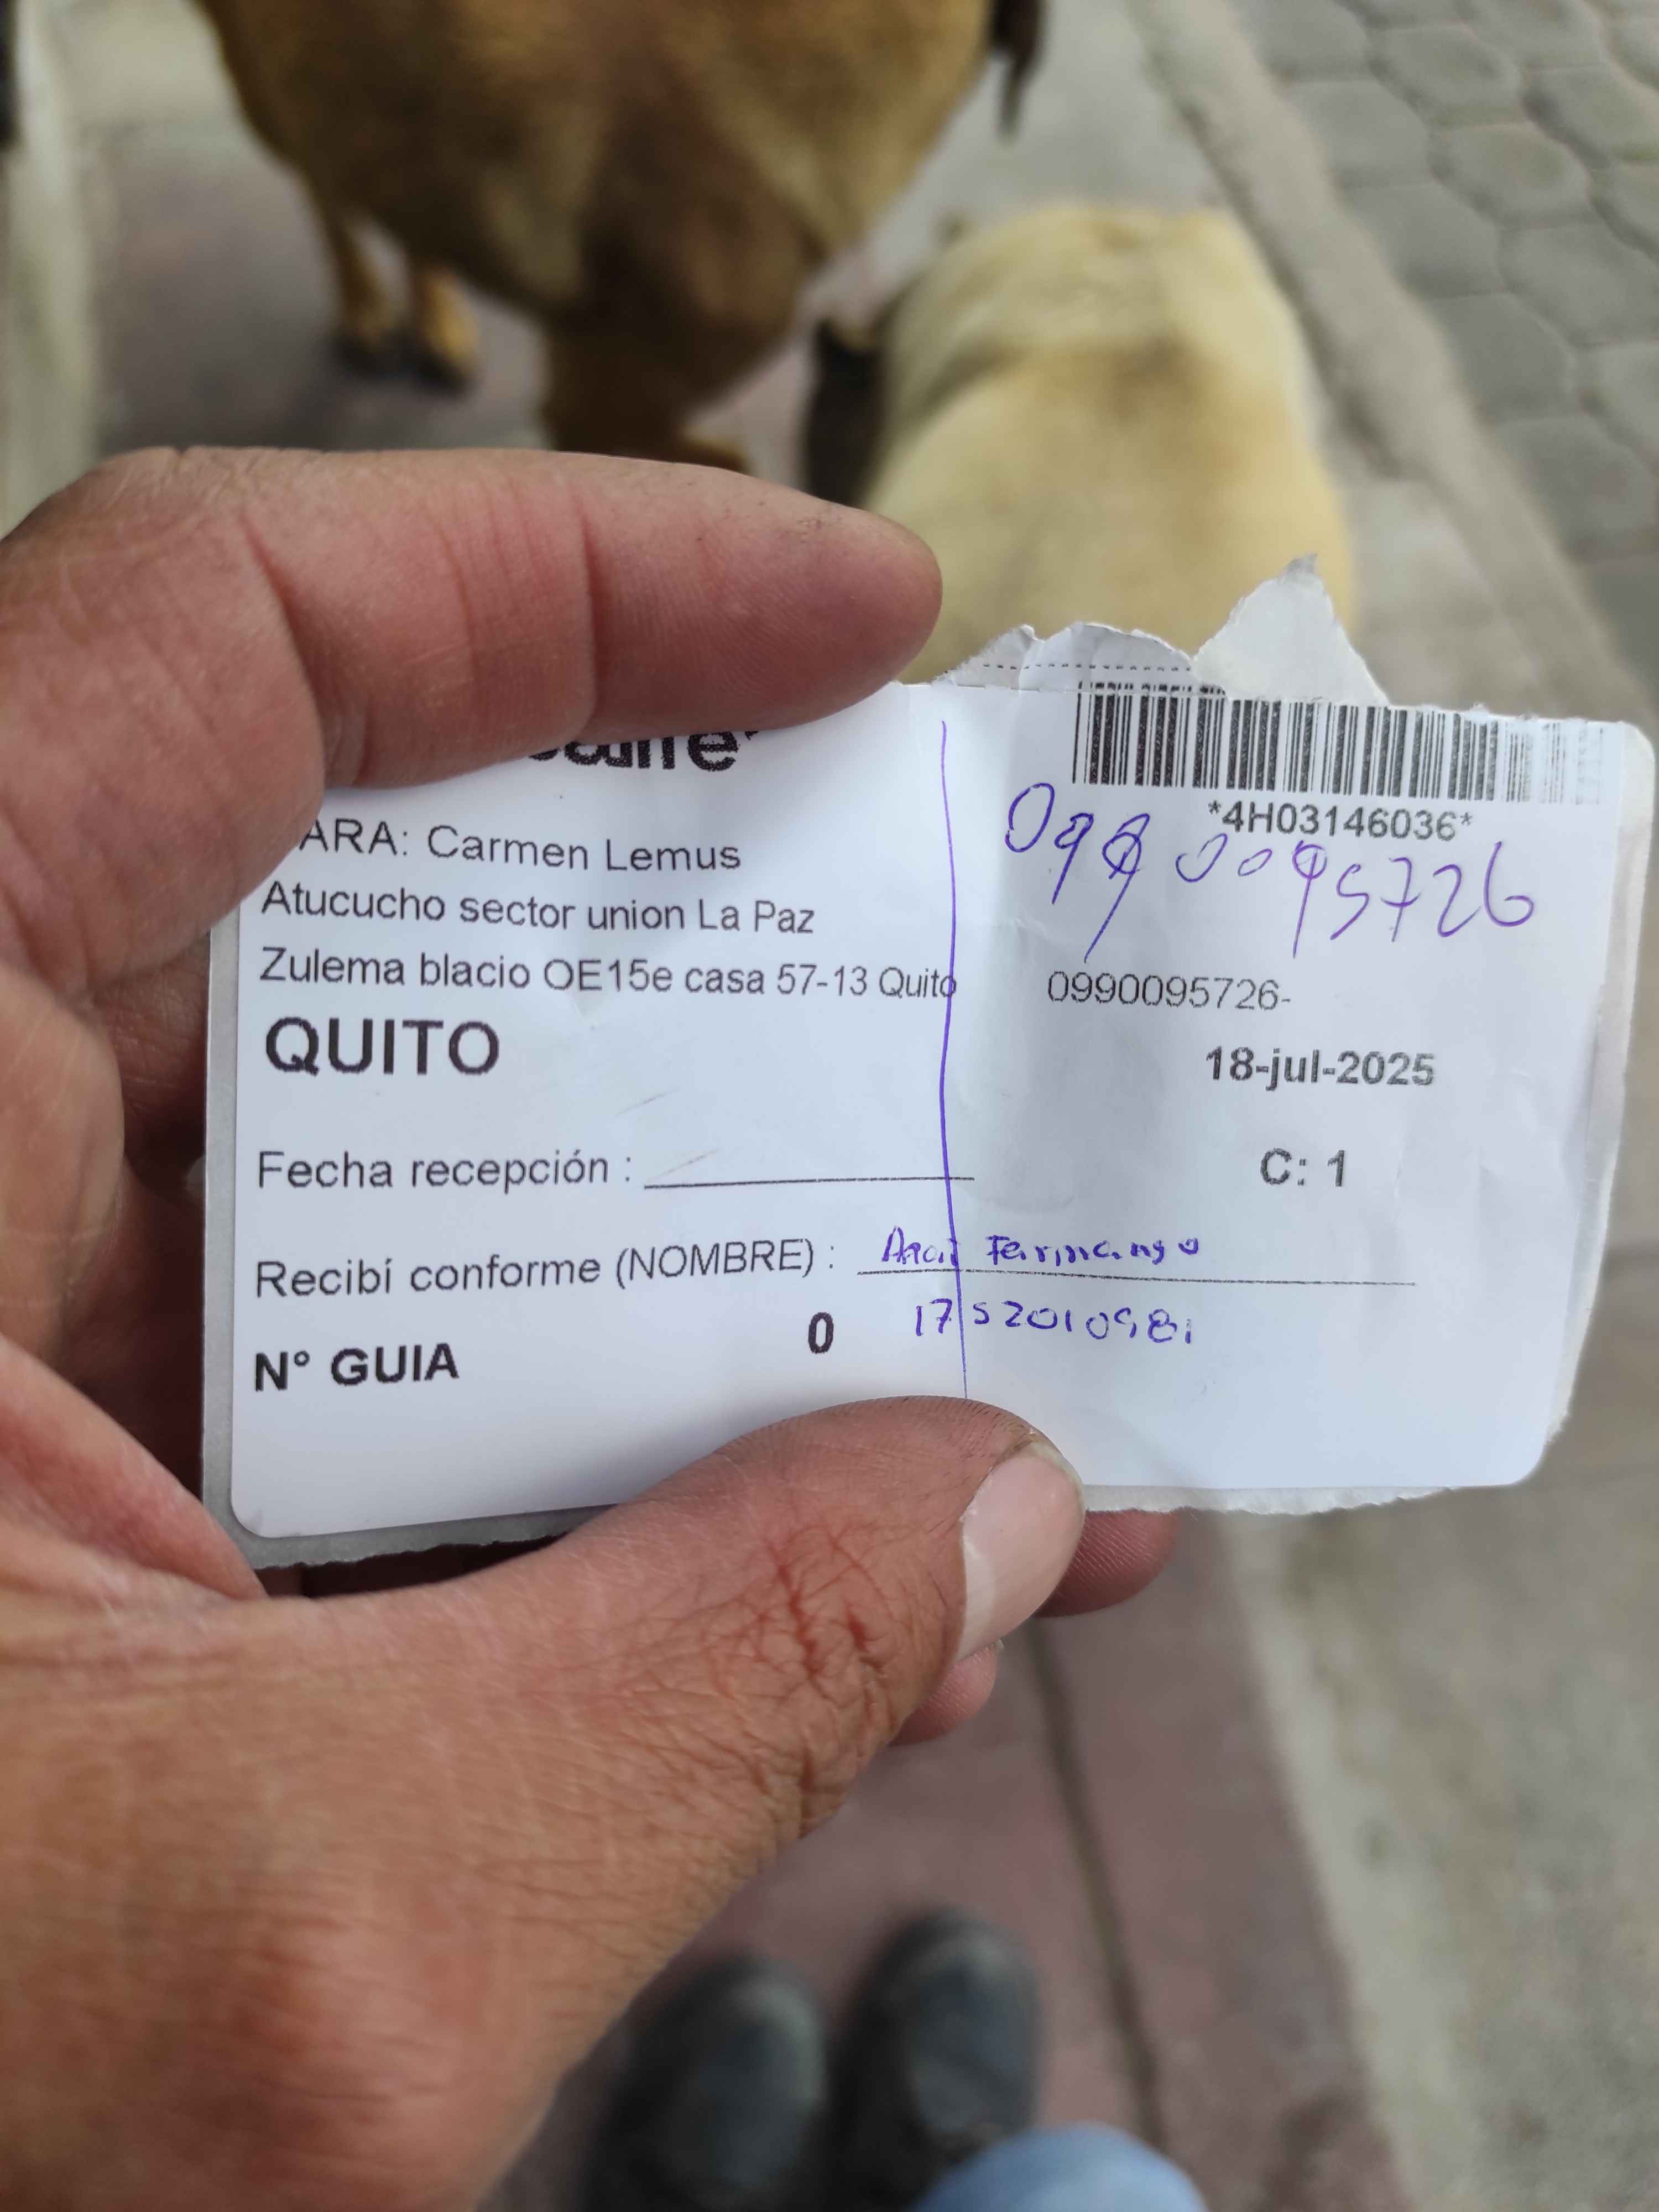 ARA: Carmen Lemus
Atucucho sector union La Paz
Zulema blacio OE15e casa 57-13 Quito
QUITO
*4H03146036*
0990095726
0990095726-
18-jul-2025
C: 1
Fecha recepción :
Recibí conforme (NOMBRE) :
N° GUIA 0